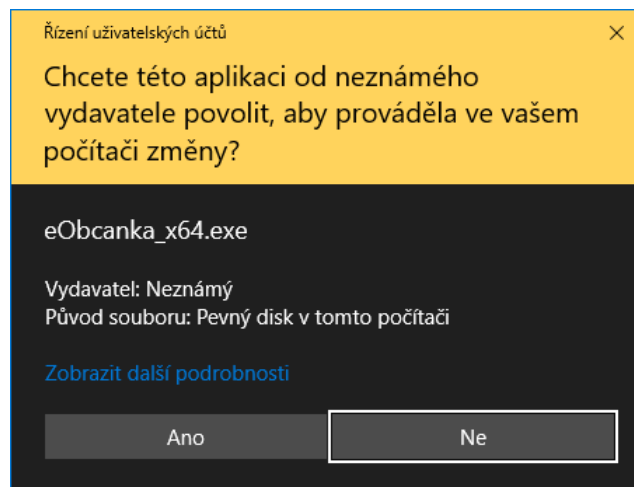 Řízení uživatelských účtů
Chcete této aplikaci od neznámého
vydavatele povolit, aby prováděla ve vašem
počítači změny?
eObcanka_x64.exe
Vydavatel: Neznámý
Původ souboru: Pevný disk v tomto počítači
Zobrazit další podrobnosti
Ano
Ne